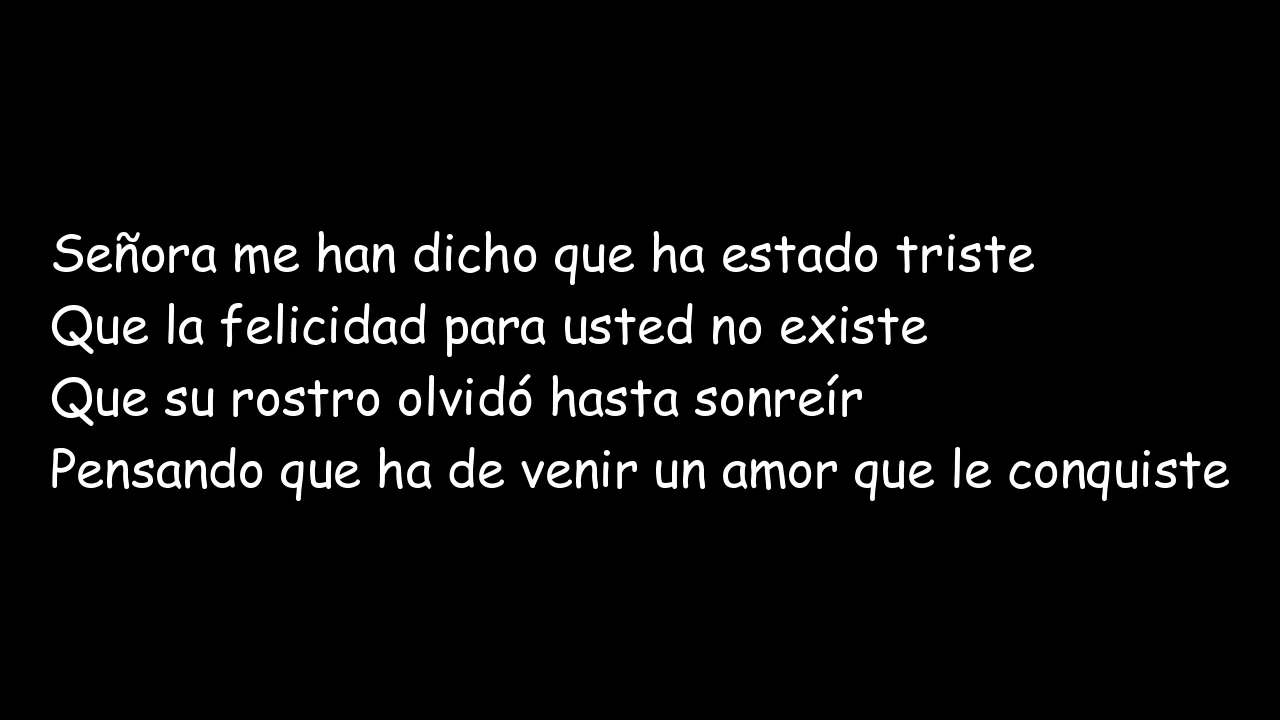 Señora me han dicho que ha estado triste
Que la felicidad para usted no existe
Que su rostro olvidó hasta sonreír
Pensando que ha de venir un amor que le conquiste